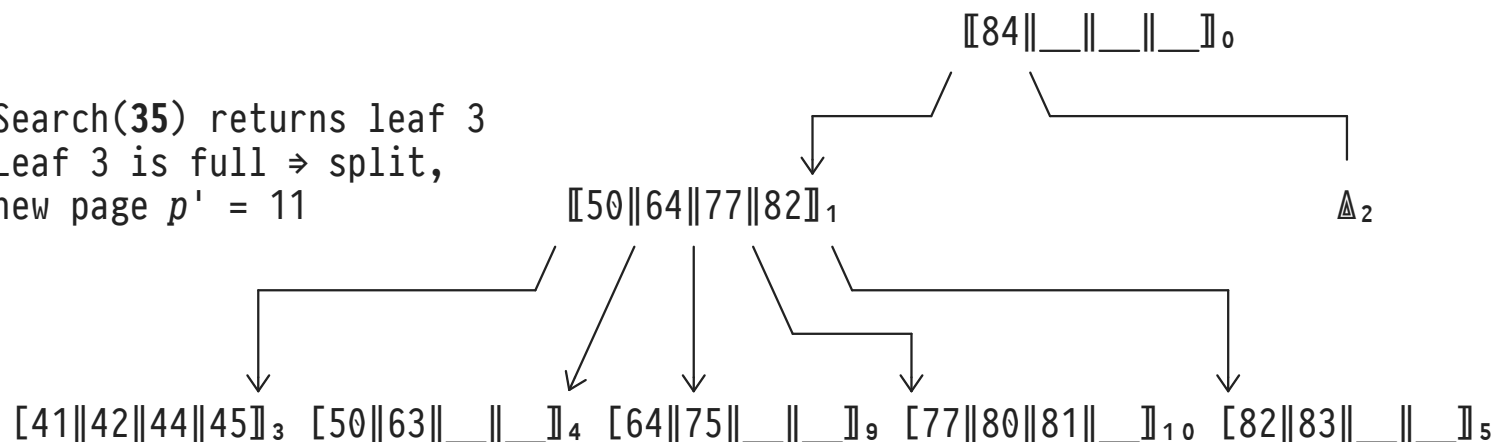 ⟦84‖__‖__‖__⟧₀
Search(35) returns leaf 3
Leaf 3 is full ⇒ split,
new page p' = 11
⟦50‖64‖77‖82⟧₁
₂
[41‖42‖44‖45⟧₃ [50‖63‖__‖__⟧₄ [64‖75‖__‖__⟧₉ [77‖80‖81‖__⟧₁₀ [82‖83‖__‖__⟧₅